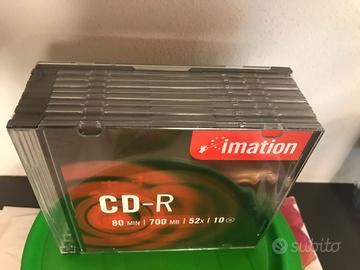 imation
CD-R
80 MIN | 700 MB | 52x | 10
subito